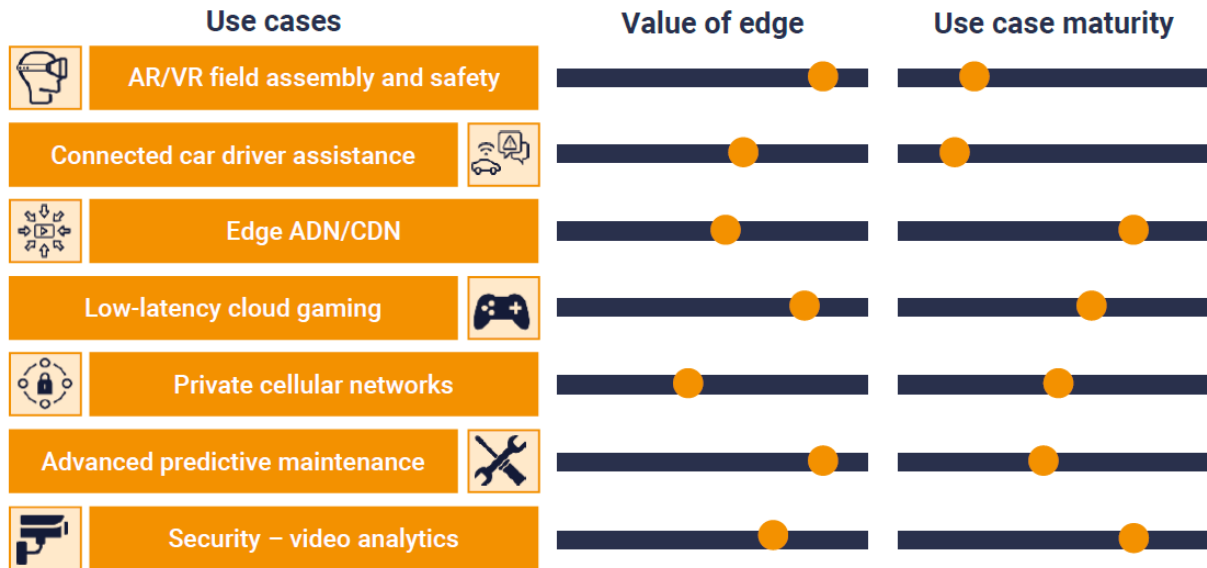 Use cases
Value of edge
Use case maturity
AR/VR field assembly and safety
Connected car driver assistance
Edge ADN/CDN
Low-latency cloud gaming
Private cellular networks
Advanced predictive maintenance
Security – video analytics